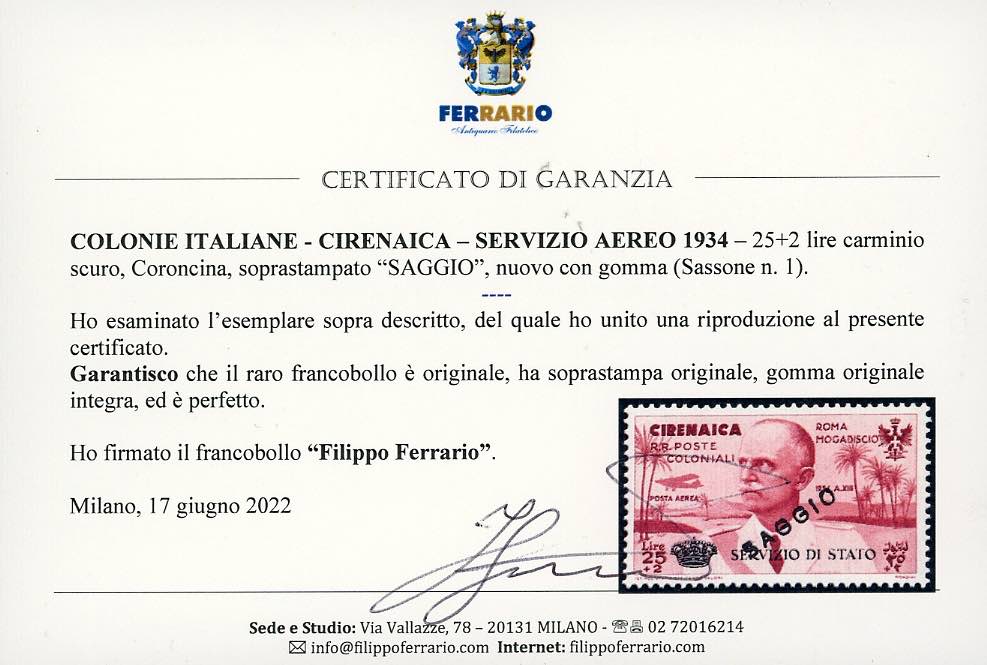 FERRARIO
Antiquario Filatelico
CERTIFICATO DI GARANZIA
COLONIE ITALIANE - CIRENAICA – SERVIZIO AEREO 1934 – 25+2 lire carminio
scuro, Coroncina, soprastampato “SAGGIO”, nuovo con gomma (Sassone n. 1).
----
Ho esaminato l’esemplare sopra descritto, del quale ho unito una riproduzione al presente
certificato.
Garantisco che il raro francobollo è originale, ha soprastampa originale, gomma originale
integra, ed è perfetto.
Ho firmato il francobollo “Filippo Ferrario”.
Milano, 17 giugno 2022
CIRENAICA
R.R. POSTE
COLONIALI
ROMA
MOGADISCIO
POSTA AEREA
1934 A.XIII
SAGGIO
Lire
25
+2
SERVIZIO DI STATO
Sede e Studio: Via Vallazze, 78 – 20131 MILANO - 02 72016214
info@filippoferrario.com Internet: filippoferrario.com